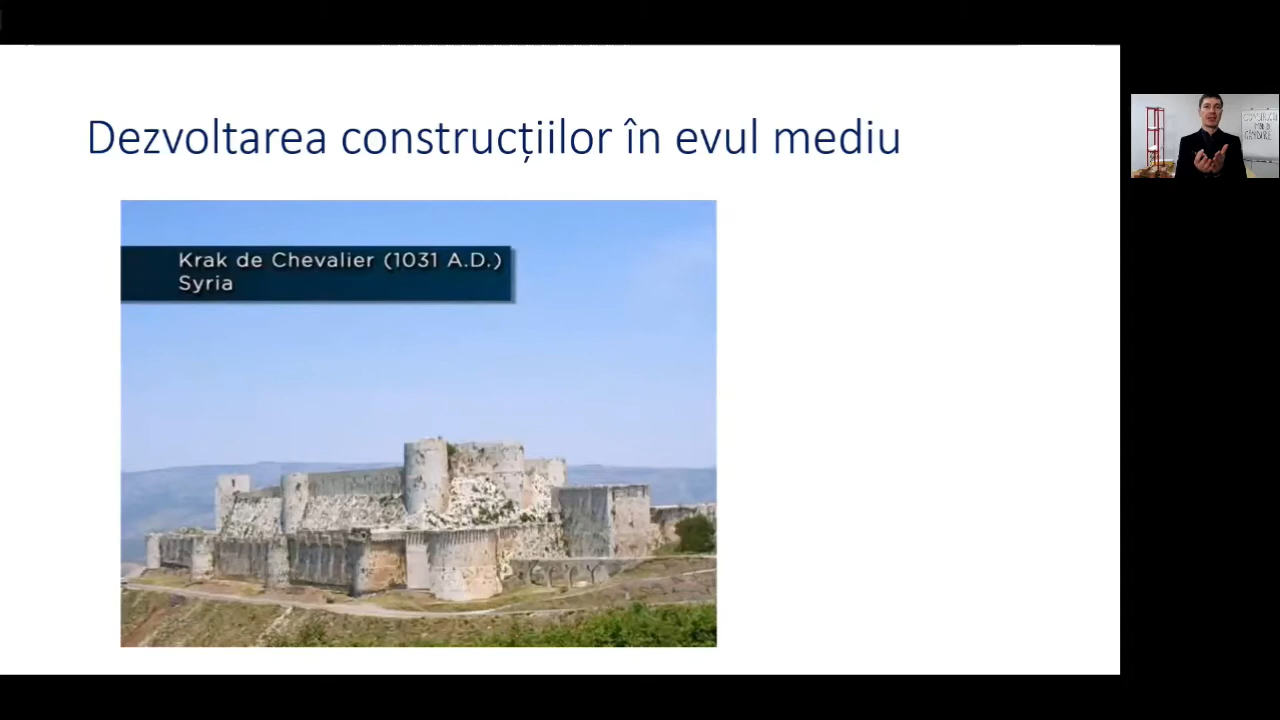 Dezvoltarea construcțiilor în evul mediu
Krak de Chevalier (1031 A.D.)
Syria